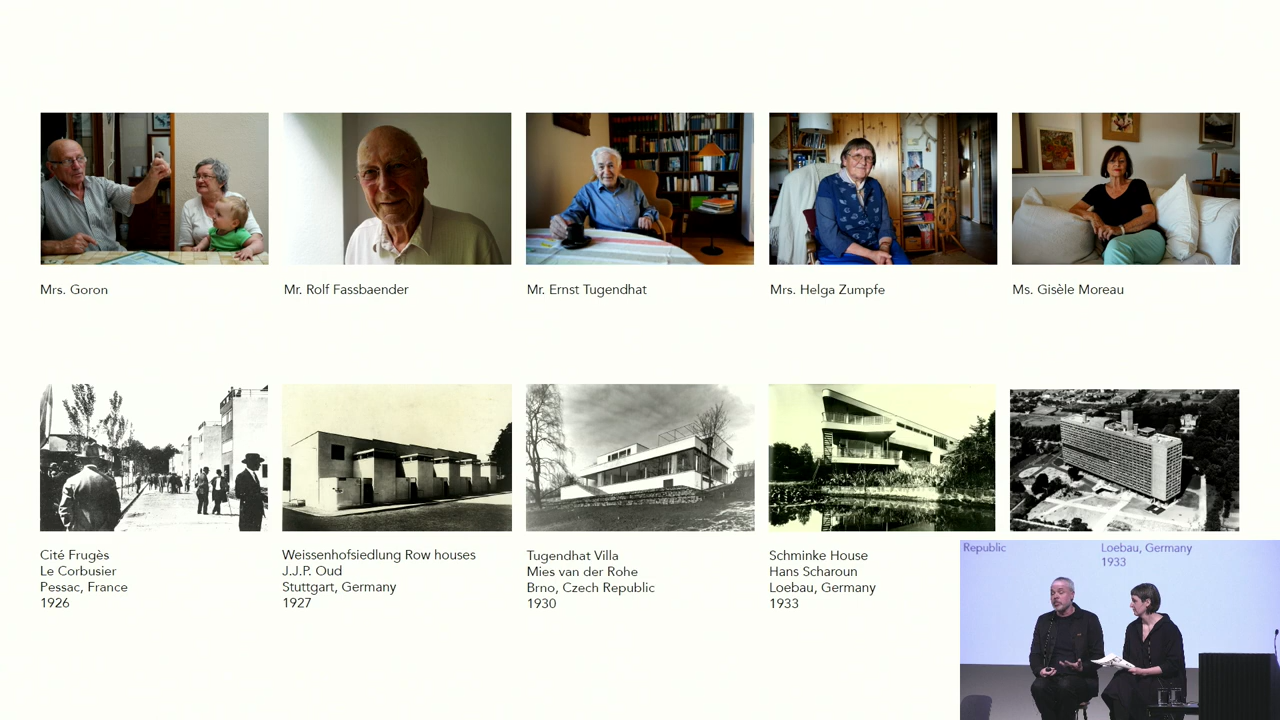 Mrs. Goron
Mr. Rolf Fassbaender
Mr. Ernst Tugendhat
Mrs. Helga Zumpfe
Ms. Gisèle Moreau
Cité Frugès
Le Corbusier
Pessac, France
1926
Weissenhofsiedlung Row houses
J.J.P. Oud
Stuttgart, Germany
1927
Tugendhat Villa
Mies van der Rohe
Brno, Czech Republic
1930
Schminke House
Hans Scharoun
Loebau, Germany
1933
Republic
Loebau, Germany
1933